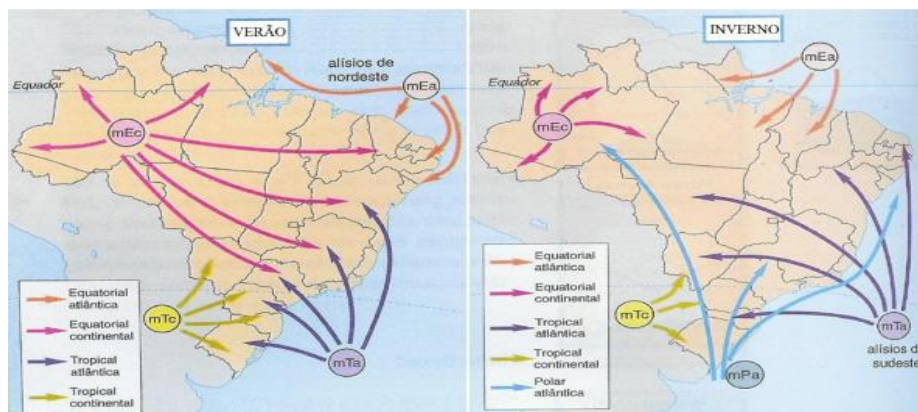 VERÃO
alísios de
nordeste
mEa
Equador
mEc
mTc
mTa
Equatorial
atlântica
Equatorial
continental
Tropical
atlântica
Tropical
continental
INVERNO
mEa
Equador
mEc
mTc
mTa
alísios d
sudeste
mPa
Equatorial
atlântica
Equatorial
continental
Tropical
atlântica
Tropical
continental
Polar
atlântica